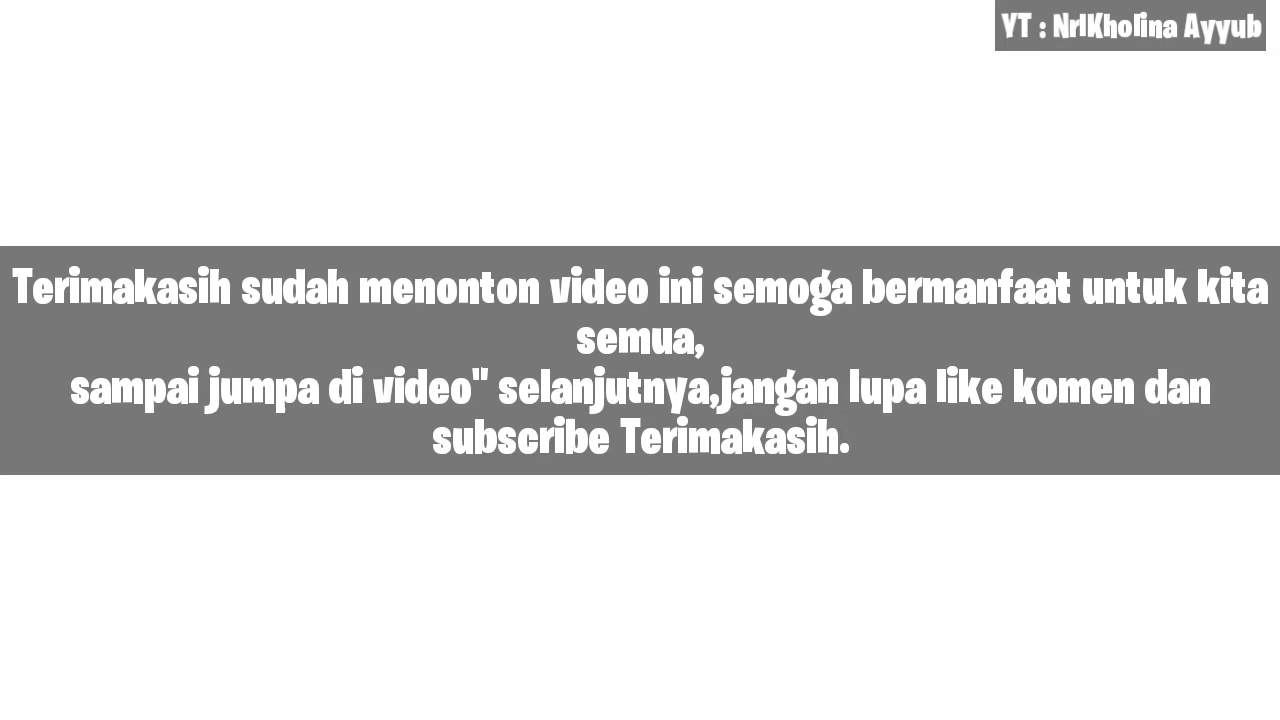 YT : NrlKholina Ayyub
Terimakasih sudah menonton video ini semoga bermanfaat untuk kita
semua,
sampai jumpa di video" selanjutnya,jangan lupa like komen dan
subscribe Terimakasih.